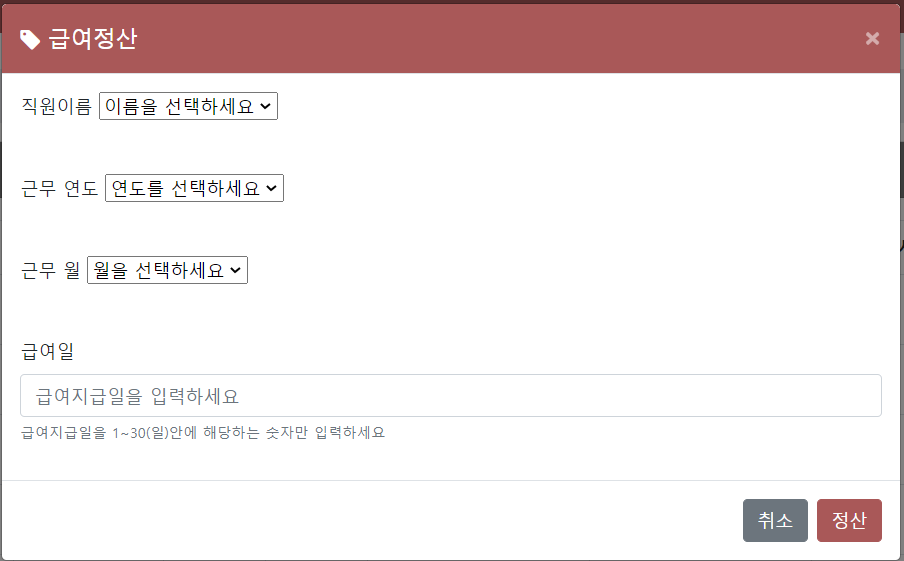 급여정산 ×
직원이름 이름을 선택하세요
근무 연도 연도를 선택하세요
근무 월 월을 선택하세요
급여일
급여지급일을 입력하세요
급여지급일을 1~30(일)안에 해당하는 숫자만 입력하세요
취소 정산